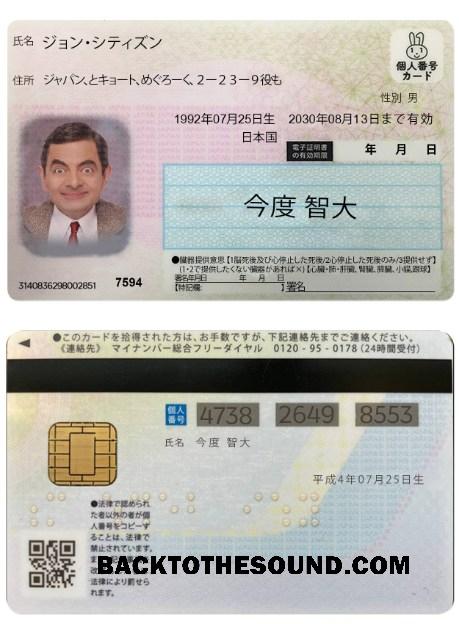 氏名 ジョン・シティズン
個人番号
カード
住所 ジャパン,とキョート,めぐろーく,2-23-9役も
性別 男
1992年07月25日生 2030年08月13日まで有効
日本国
電子証明書
の有効期限
年 月 日
今度 智大
●臓器提供意思【1脳死後及び心停止した死後/2心停止した死後のみ/3提供せず】
《1・2で提供したくない臓器があれば×》【心臓・肺・肝臓,腎臓,膵臓,小腸,眼球】
署名年月日 年 月 日
【特記欄: 】署名
3140836298002851 7594
◀ ●このカードを拾得された方は、お手数ですが、下記連絡先までご連絡ください。
《連絡先》 マイナンバー総合フリーダイヤル 0120-95-0178(24時間受付)
個人
番号
4738 2649 8553
氏名 今度 智大
平成4年07月25日生
●法律で認められ
た者以外の者が個
人番号をコピーす
ることは、法律で
禁止されています。
法律により罰せら
れます。
BACKTOTHESOUND.COM